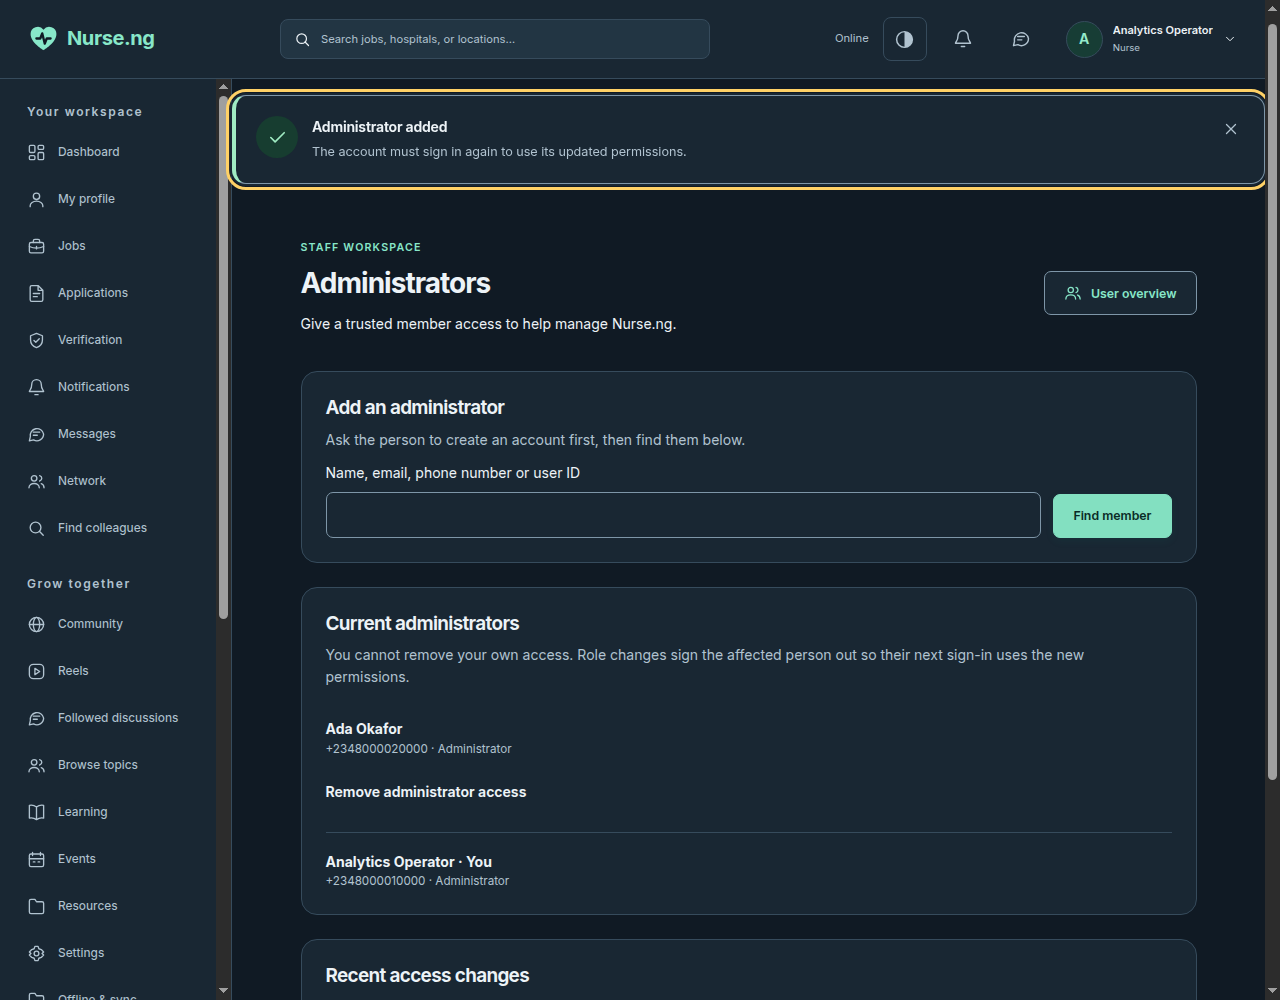 Nurse.ng
Search jobs, hospitals, or locations...
Online
A
Analytics Operator
Nurse
Your workspace
Dashboard
My profile
Jobs
Applications
Verification
Notifications
Messages
Network
Find colleagues
Grow together
Community
Reels
Followed discussions
Browse topics
Learning
Events
Resources
Settings
Offline & sync
Administrator added
The account must sign in again to use its updated permissions.
STAFF WORKSPACE
Administrators
Give a trusted member access to help manage Nurse.ng.
User overview
Add an administrator
Ask the person to create an account first, then find them below.
Name, email, phone number or user ID
Find member
Current administrators
You cannot remove your own access. Role changes sign the affected person out so their next sign-in uses the new
permissions.
Ada Okafor
+2348000020000 · Administrator
Remove administrator access
Analytics Operator · You
+2348000010000 · Administrator
Recent access changes